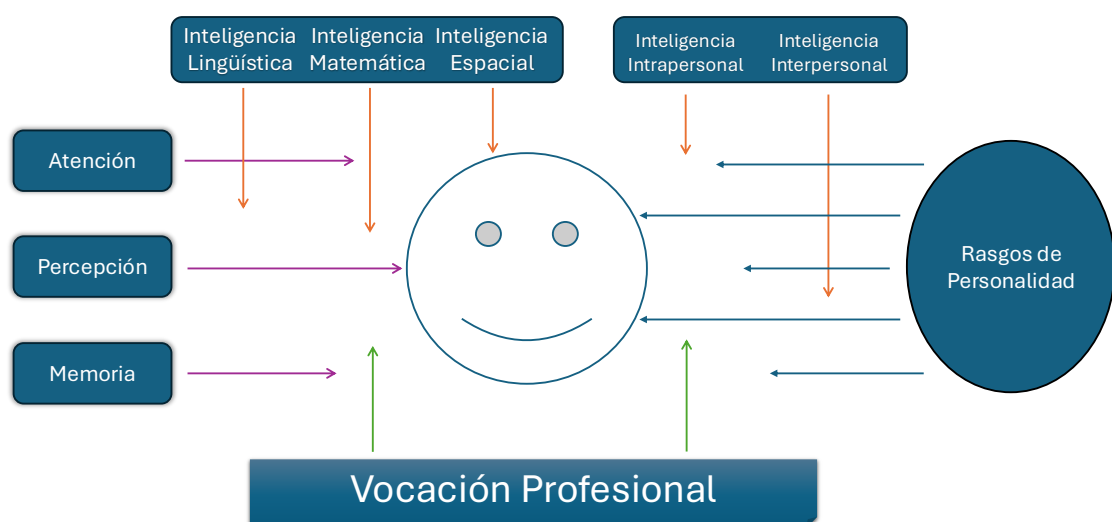 Inteligencia
Lingüística
Inteligencia
Matemática
Inteligencia
Espacial
Inteligencia
Intrapersonal
Inteligencia
Interpersonal
Atención
Percepción
Memoria
Rasgos de
Personalidad
Vocación Profesional